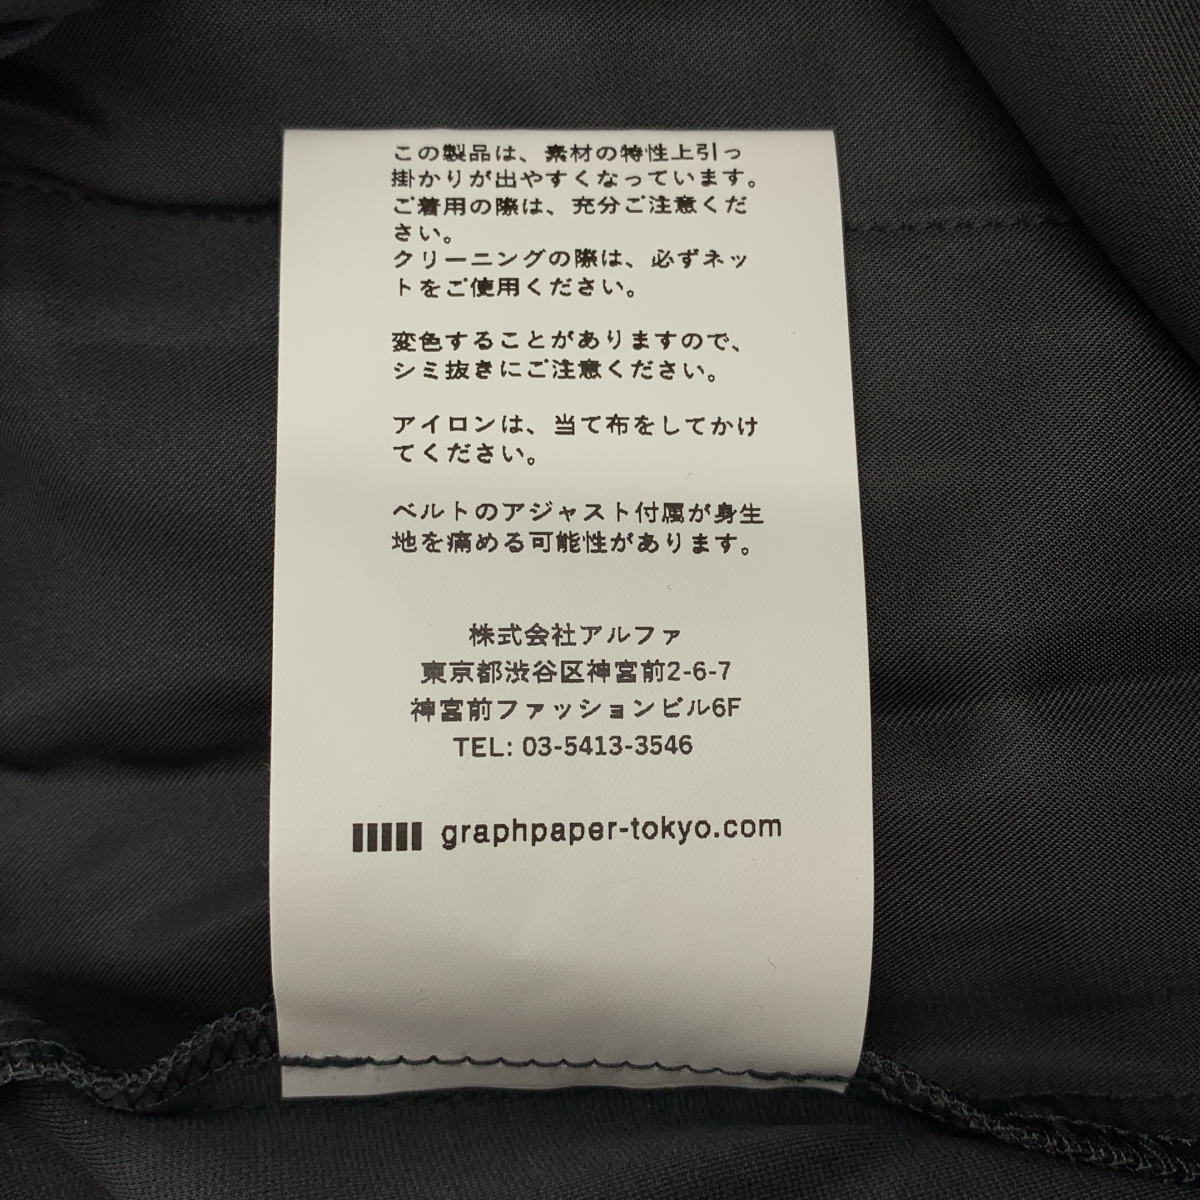 この製品は、素材の特性上引っ
掛かりが出やすくなっています。
ご着用の際は、充分ご注意くだ
さい。
クリーニングの際は、必ずネッ
トをご使用ください。
変色することがありますので、
シミ抜きにご注意ください。
アイロンは、当て布をしてかけ
てください。
ベルトのアジャスト付属が身生
地を痛める可能性があります。
株式会社アルファ
東京都渋谷区神宮前2-6-7
神宮前ファッションビル6F
TEL: 03-5413-3546
graphpaper-tokyo.com